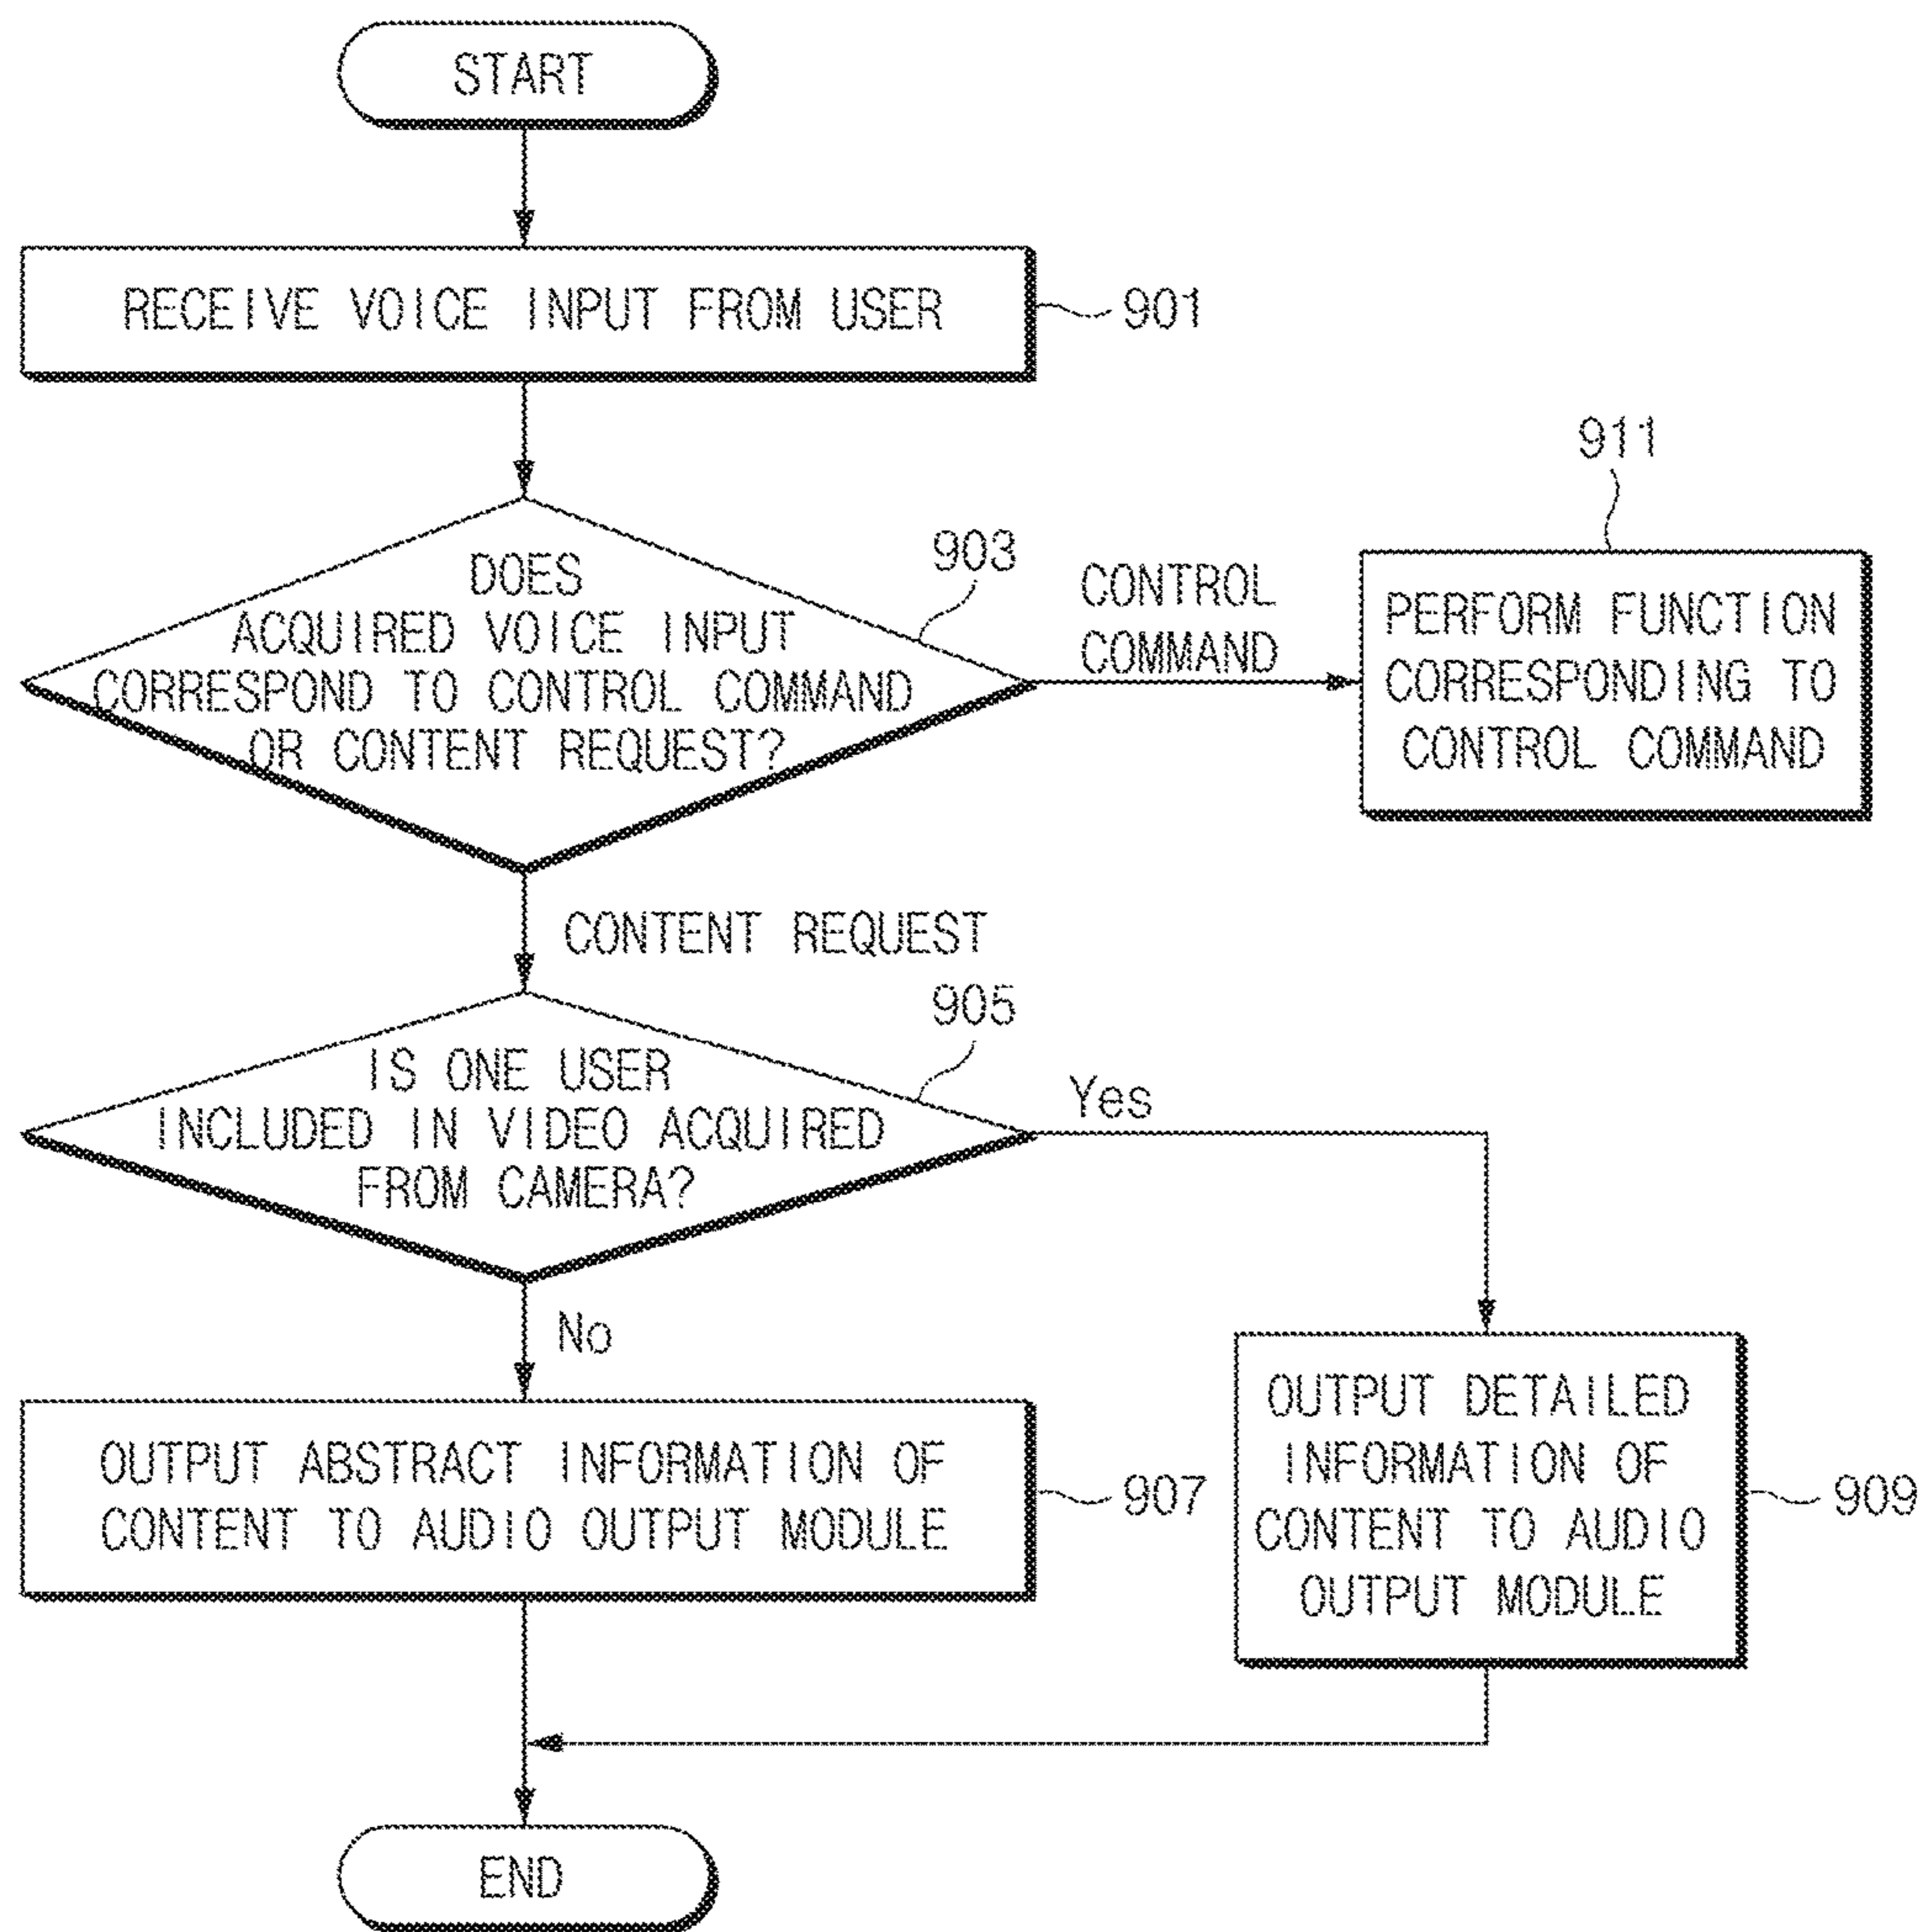 START
RECEIVE VOICE INPUT FROM USER
901
911
903
DOES
ACQUIRED VOICE INPUT
CORRESPOND TO CONTROL COMMAND
OR CONTENT REQUEST?
CONTROL
COMMAND
PERFORM FUNCTION
CORRESPONDING TO
CONTROL COMMAND
CONTENT REQUEST
905
IS ONE USER
INCLUDED IN VIDEO ACQUIRED
FROM CAMERA?
Yes
No
OUTPUT ABSTRACT INFORMATION OF
CONTENT TO AUDIO OUTPUT MODULE
907
OUTPUT DETAILED
INFORMATION OF
CONTENT TO AUDIO
OUTPUT MODULE
909
END